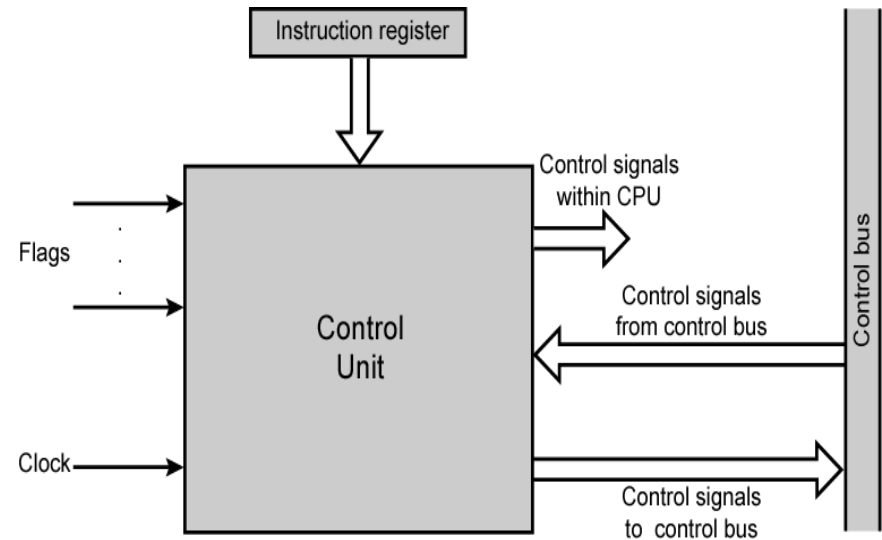 Instruction register
Control signals
within CPU
Flags
Control signals
from control bus
Control bus
Control
Unit
Clock
Control signals
to control bus